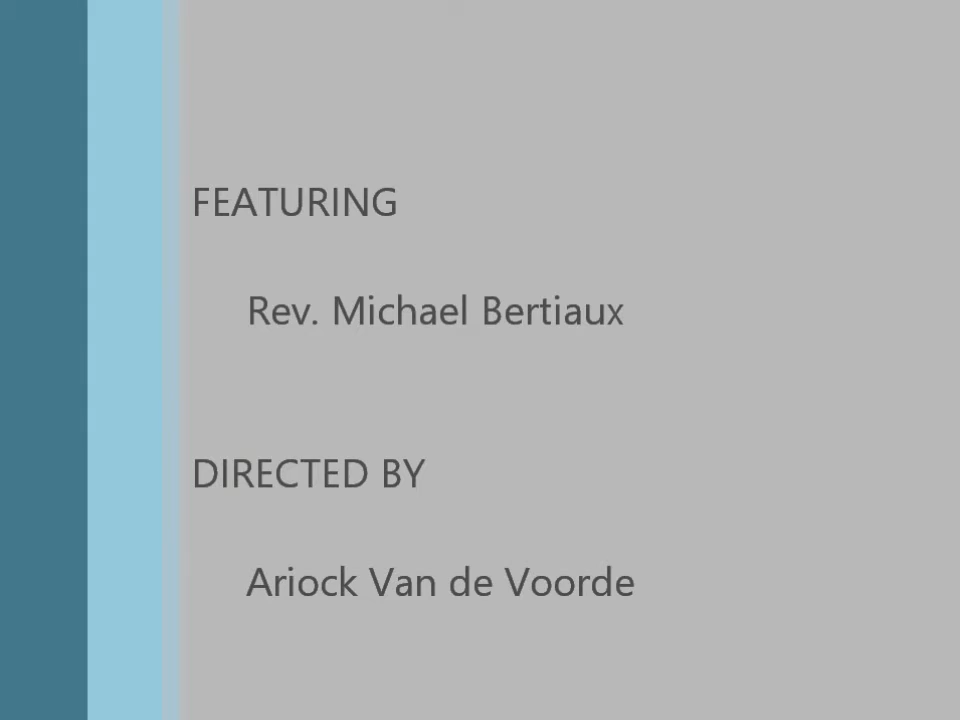 FEATURING
Rev. Michael Bertiaux
DIRECTED BY
Ariock Van de Voorde